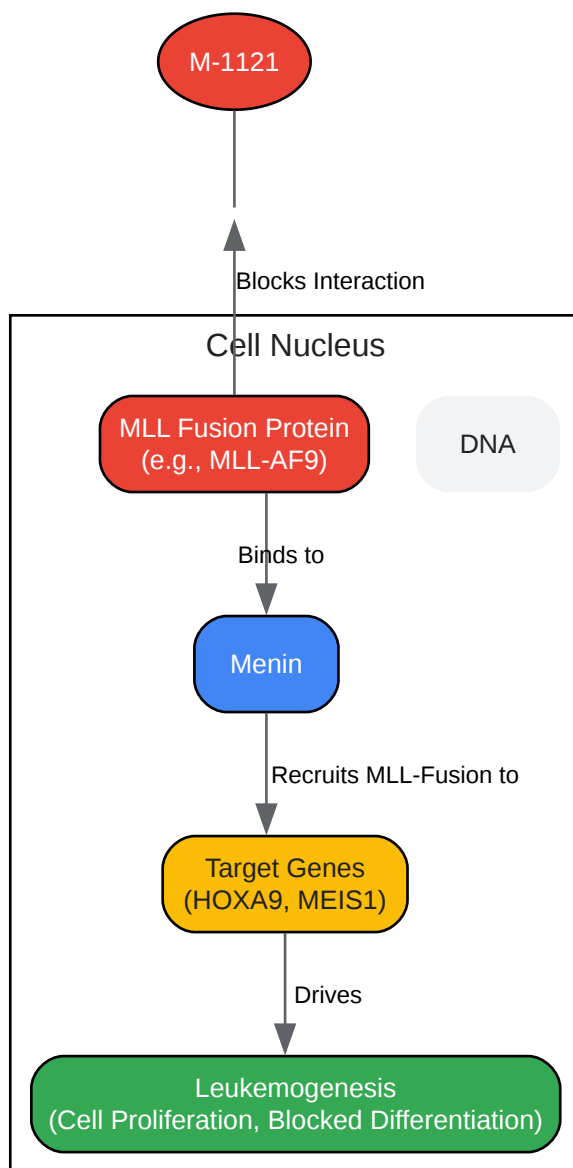 M-1121
Blocks Interaction
Cell Nucleus
MLL Fusion Protein
(e.g., MLL-AF9)
DNA
Binds to
Menin
Recruits MLL-Fusion to
Target Genes
(HOXA9, MEIS1)
Drives
Leukemogenesis
(Cell Proliferation, Blocked Differentiation)